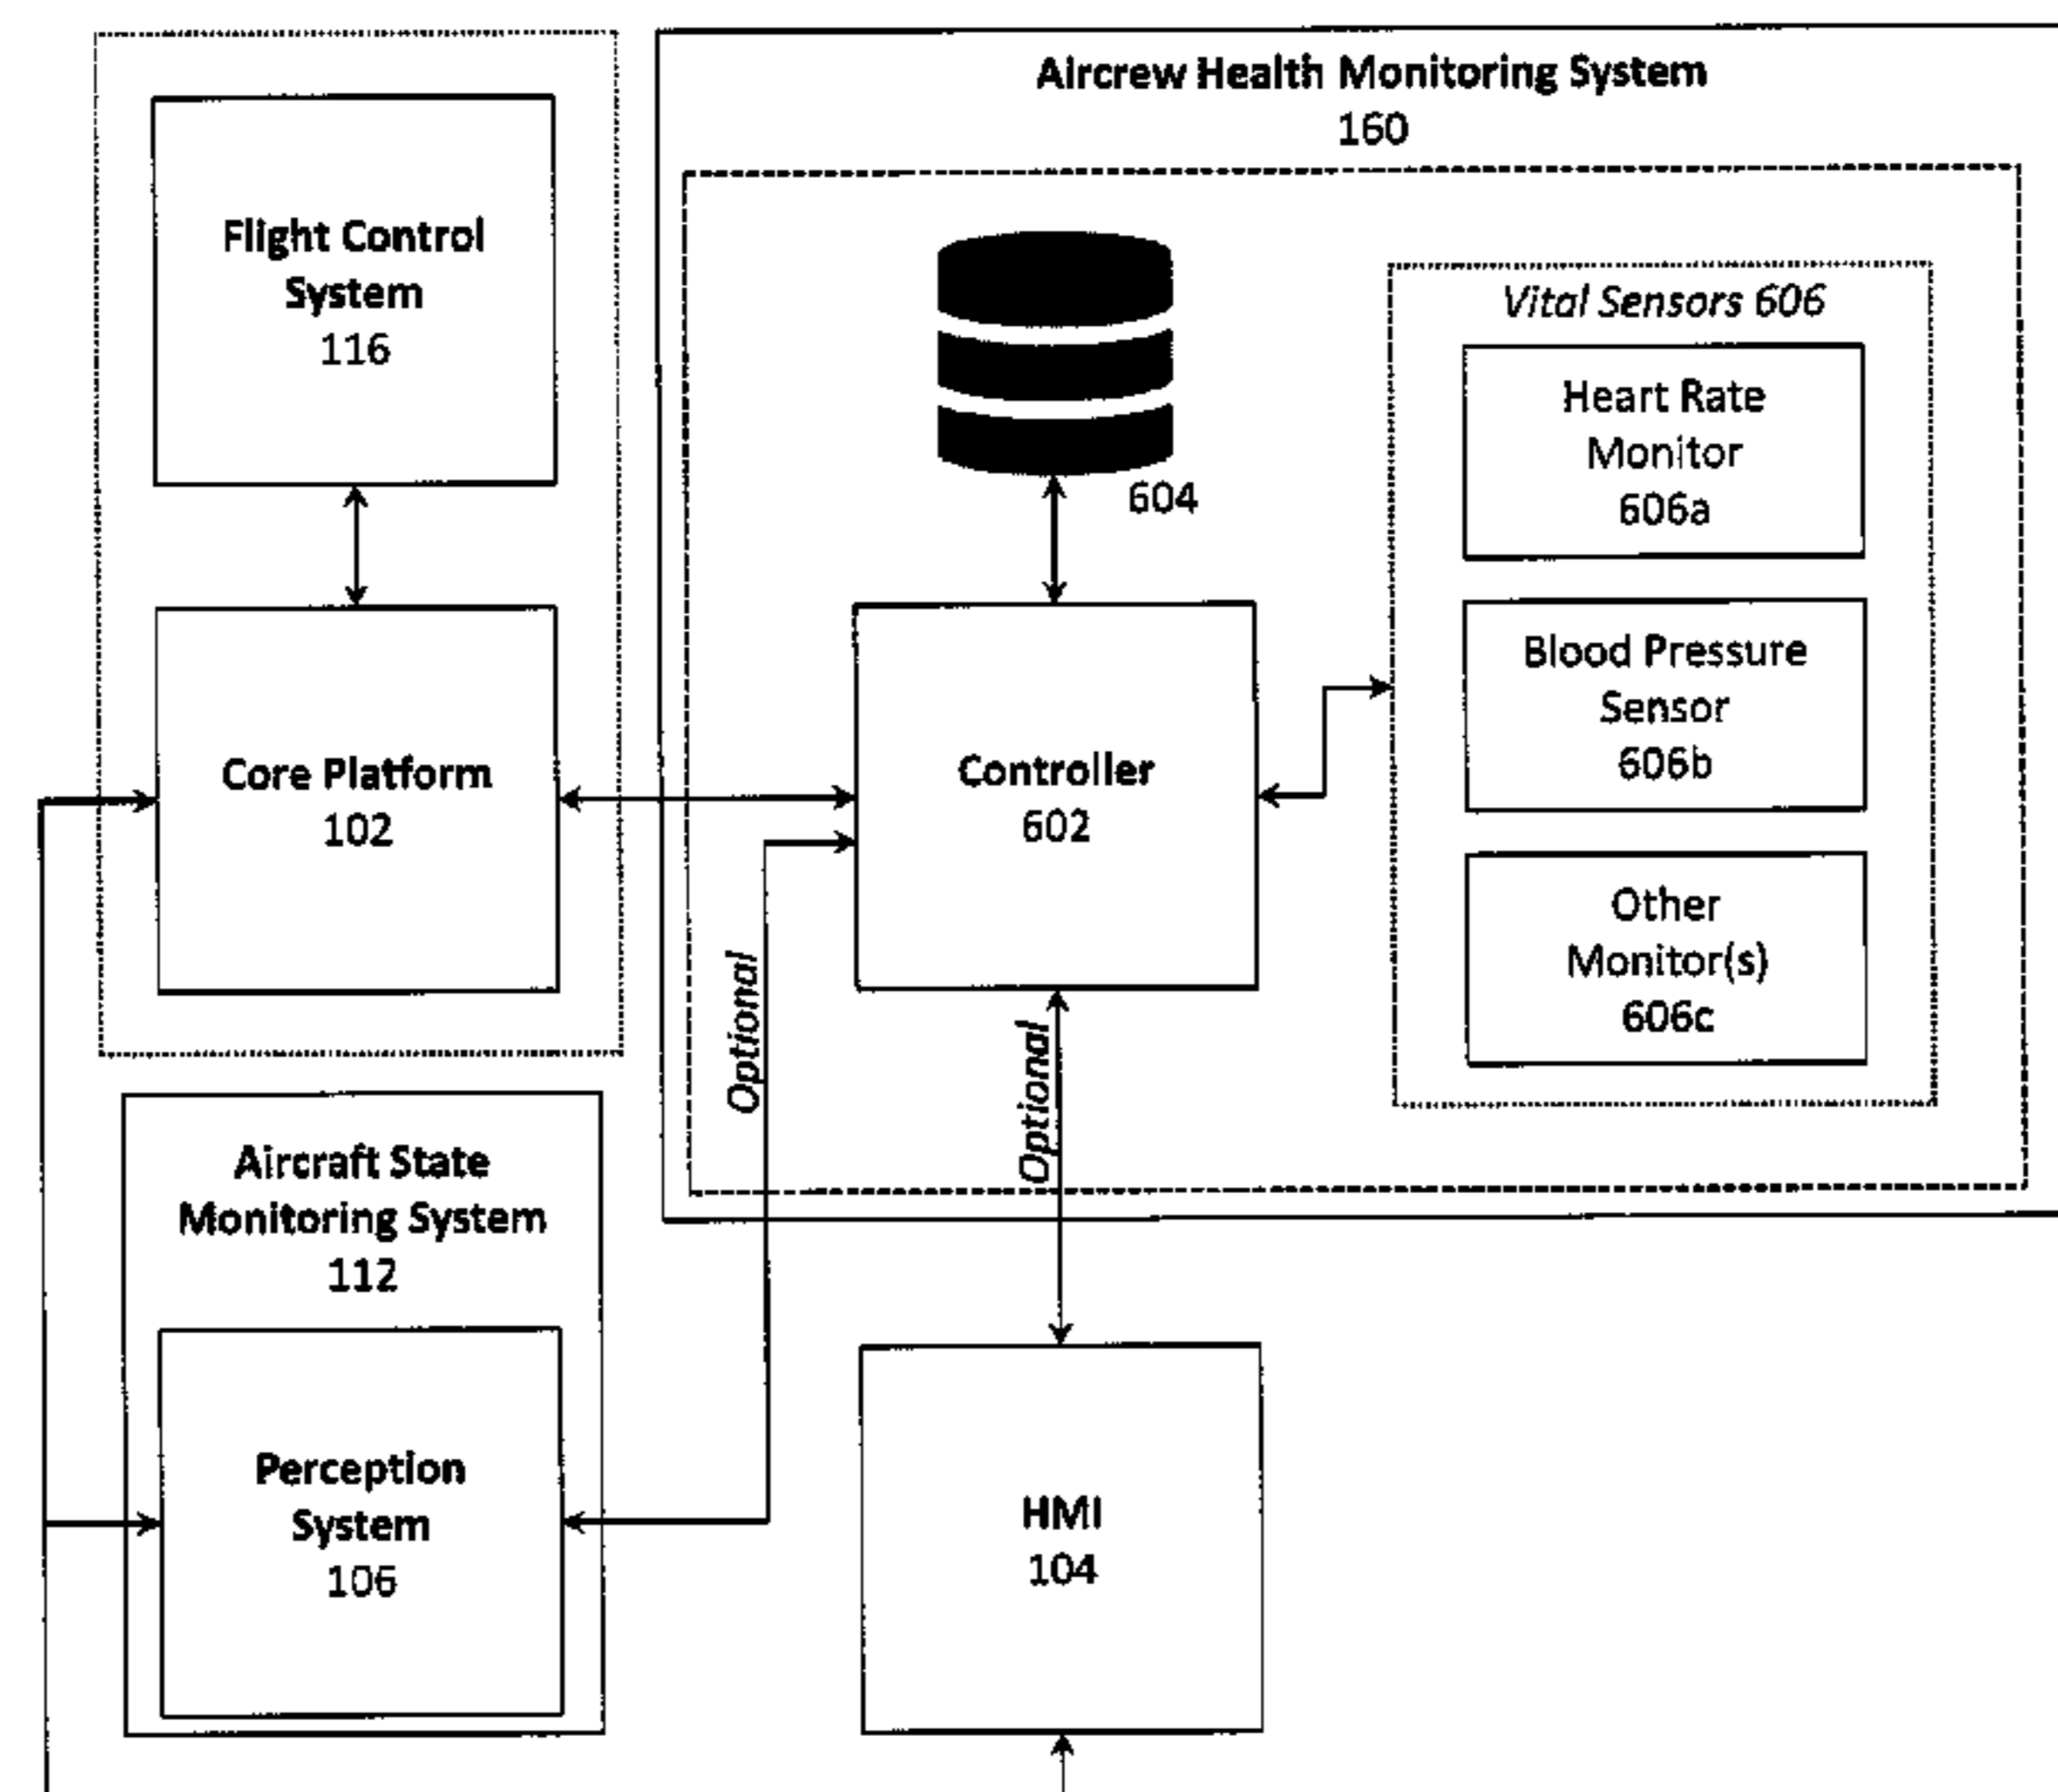 Aircrew Health Monitoring System
160
Flight Control
System
116
604
Vital Sensors 606
Heart Rate
Monitor
606a
Blood Pressure
Sensor
606b
Other
Monitor(s)
606c
Core Platform
102
Controller
602
Optional
Optional
Aircraft State
Monitoring System
112
Perception
System
106
HMI
104